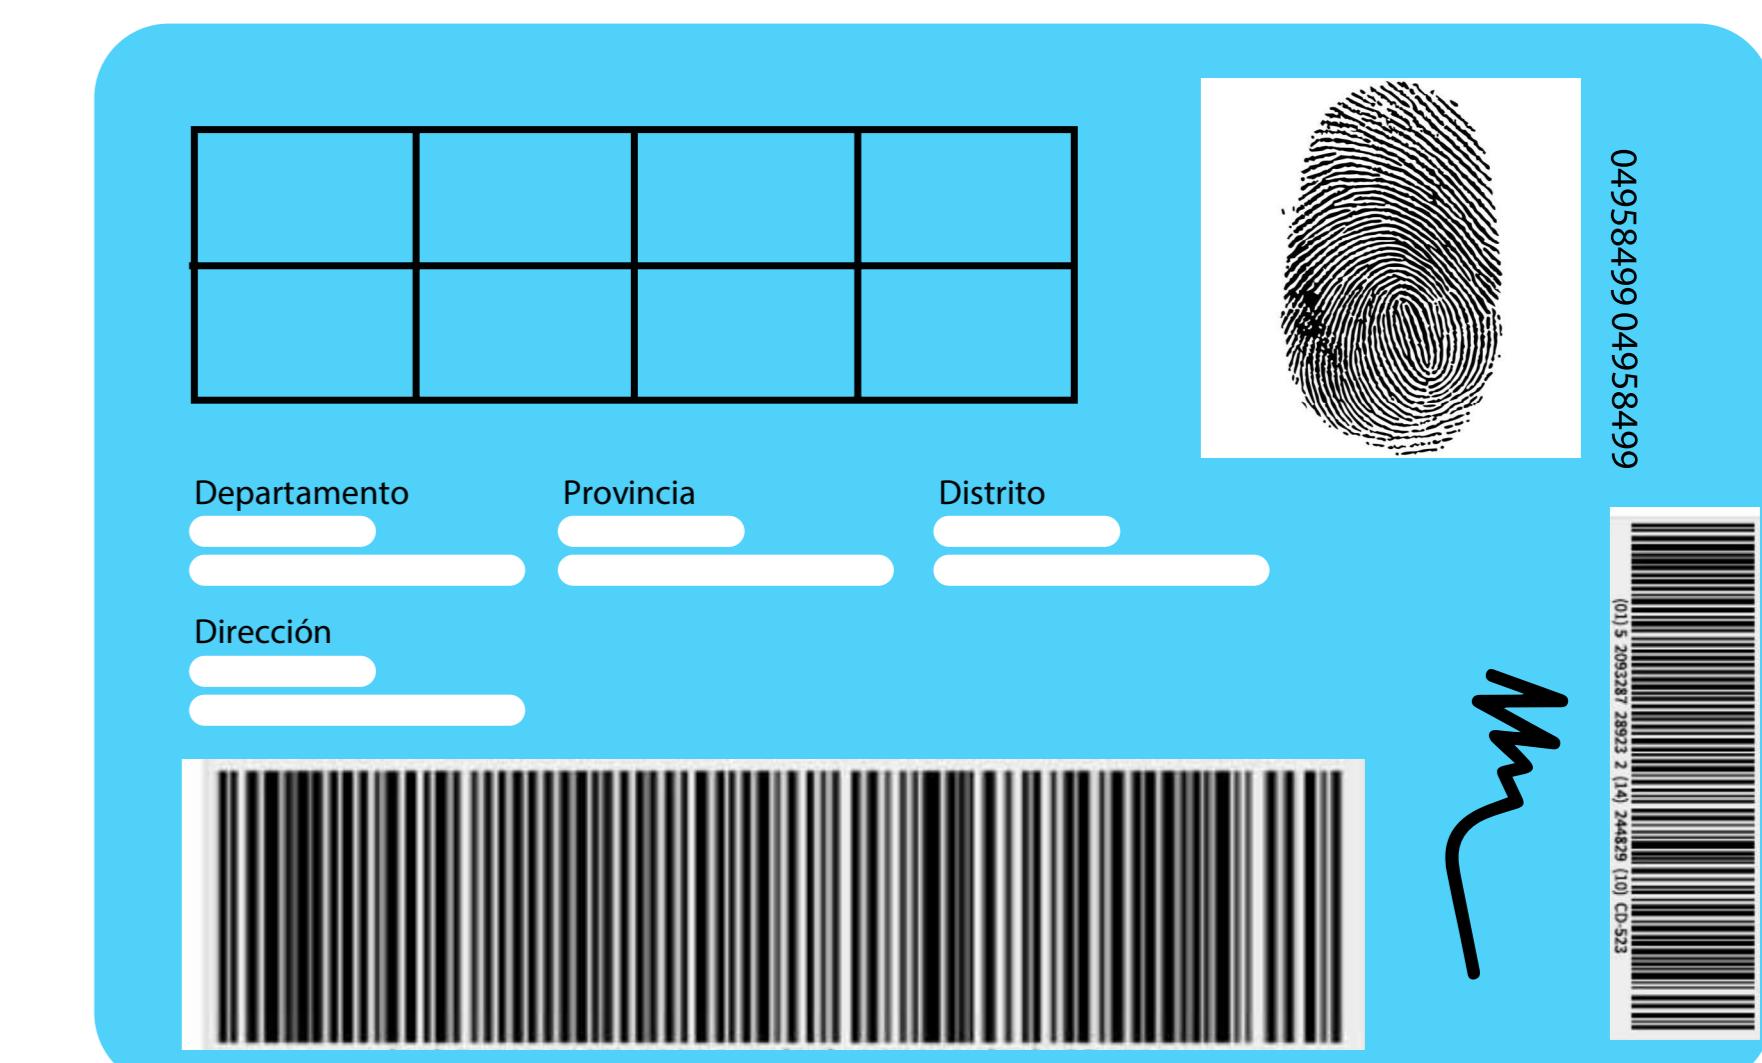 0495849904958499
Departamento
Provincia
Distrito
Dirección
(01) 5 2093287 28923 2 (14) 244829 (10) CD-523